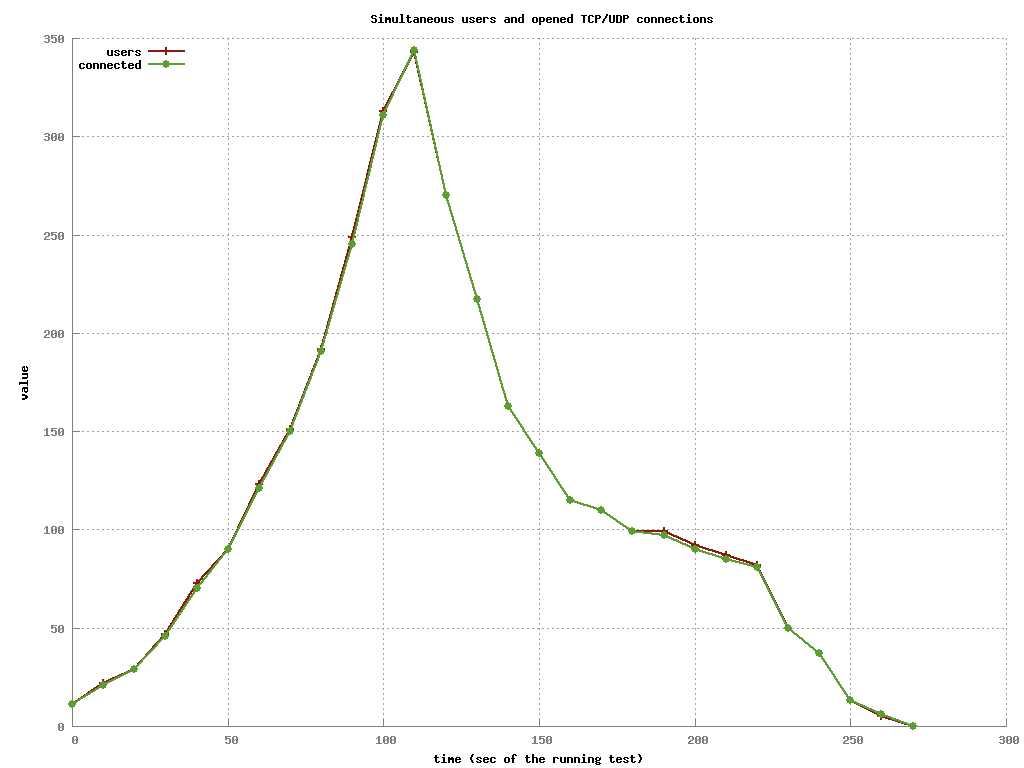 Simultaneous users and opened TCP/UDP connections
350
users
connected
300
250
200
value
150
100
50
0
0 50 100 150 200 250 300
time (sec of the running test)